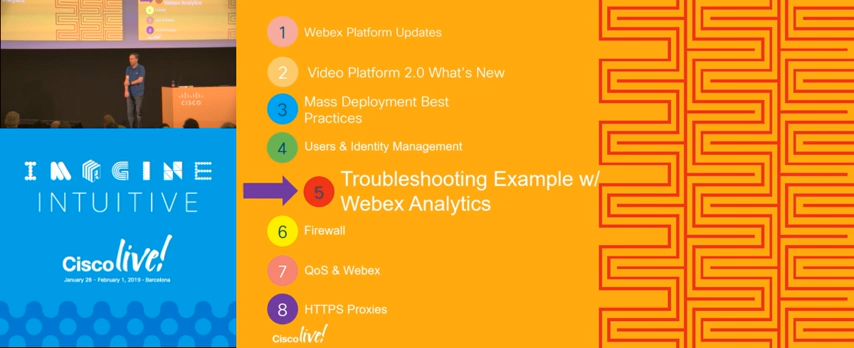 cisco
IMAGINE
INTUITIVE
Cisco live!
January 28 - February 1, 2019 · Barcelona
1 Webex Platform Updates
2 Video Platform 2.0 What's New
3 Mass Deployment Best
Practices
4 Users & Identity Management
5 Troubleshooting Example w/
Webex Analytics
6 Firewall
7 QoS & Webex
8 HTTPS Proxies
Cisco live!